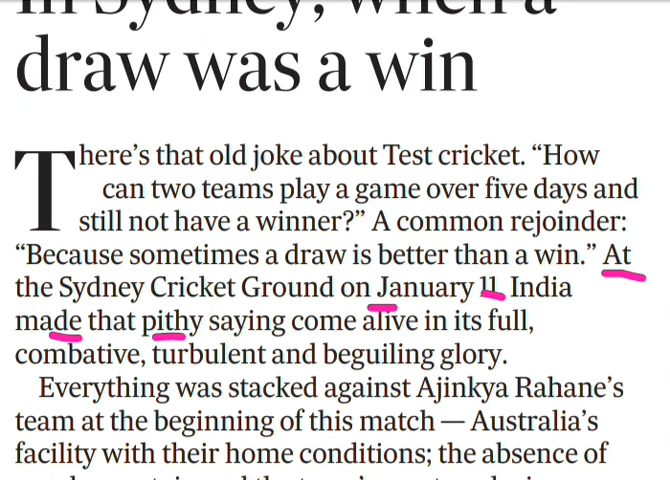 in Sydney, when a
draw was a win
There's that old joke about Test cricket. “How
can two teams play a game over five days and
still not have a winner?” A common rejoinder:
“Because sometimes a draw is better than a win.” At
the Sydney Cricket Ground on January 11, India
made that pithy saying come alive in its full,
combative, turbulent and beguiling glory.
Everything was stacked against Ajinkya Rahane's
team at the beginning of this match — Australia's
facility with their home conditions; the absence of